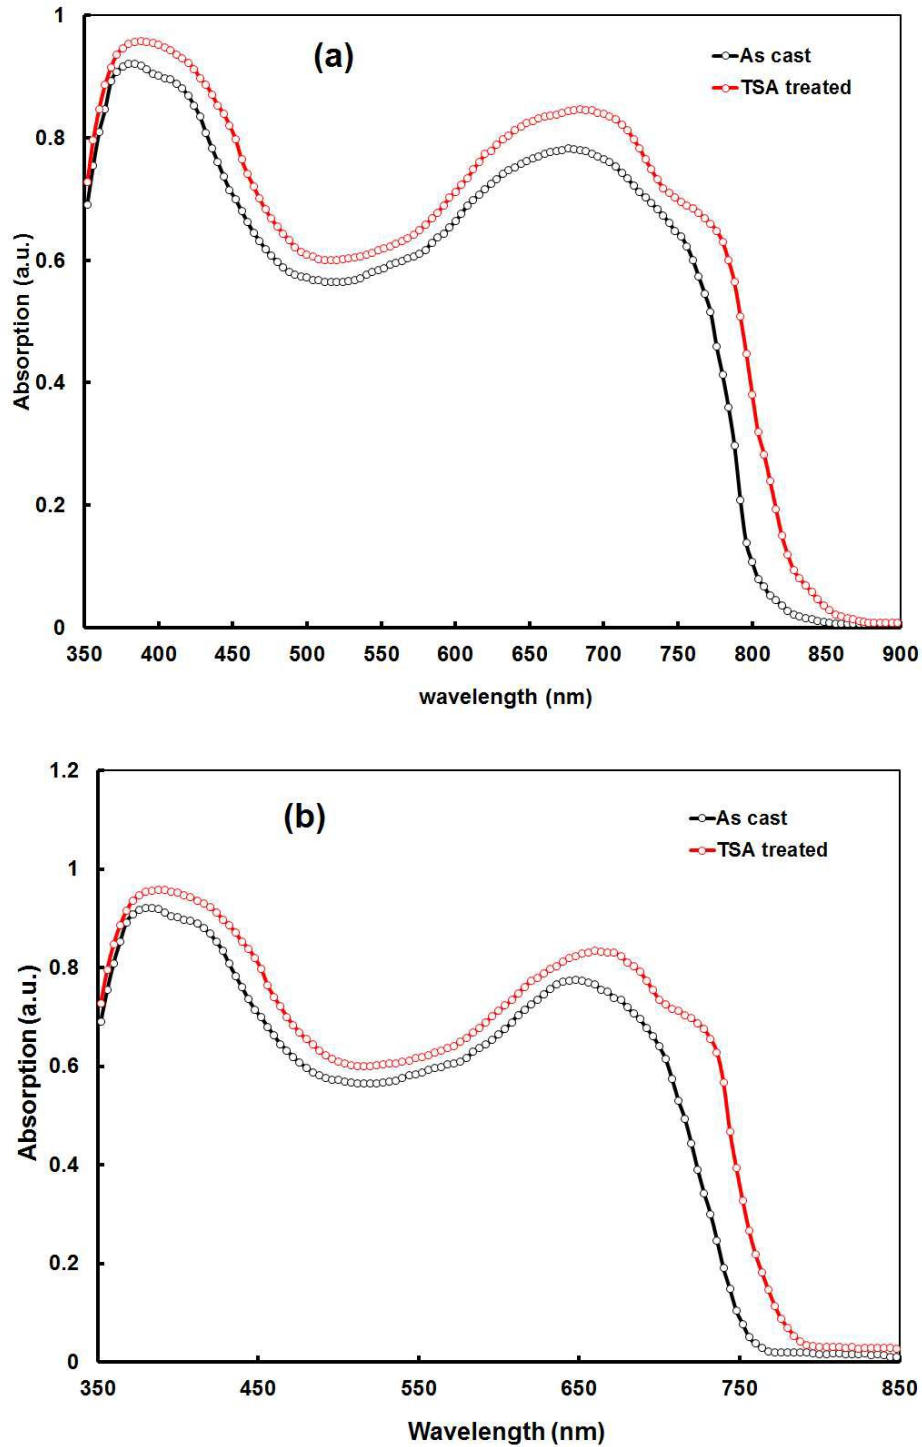 1
(a)
As cast
TSA treated
0.8
0.6
0.4
0.2
0
Absorption (a.u.)
350 400 450 500 550 600 650 700 750 800 850 900
wavelength (nm)
1.2
(b)
As cast
TSA treated
1
0.8
0.6
0.4
0.2
0
Absorption (a.u.)
350 450 550 650 750 850
Wavelength (nm)